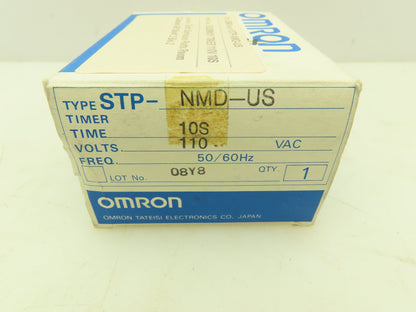 OMRON
TYPE STP- NMD-US
TIMER
TIME 10S
VOLTS. 110 VAC
FREQ. 50/60Hz
LOT No. 08Y8 QTY. 1
OMRON
OMRON TATEISI ELECTRONICS CO. JAPAN